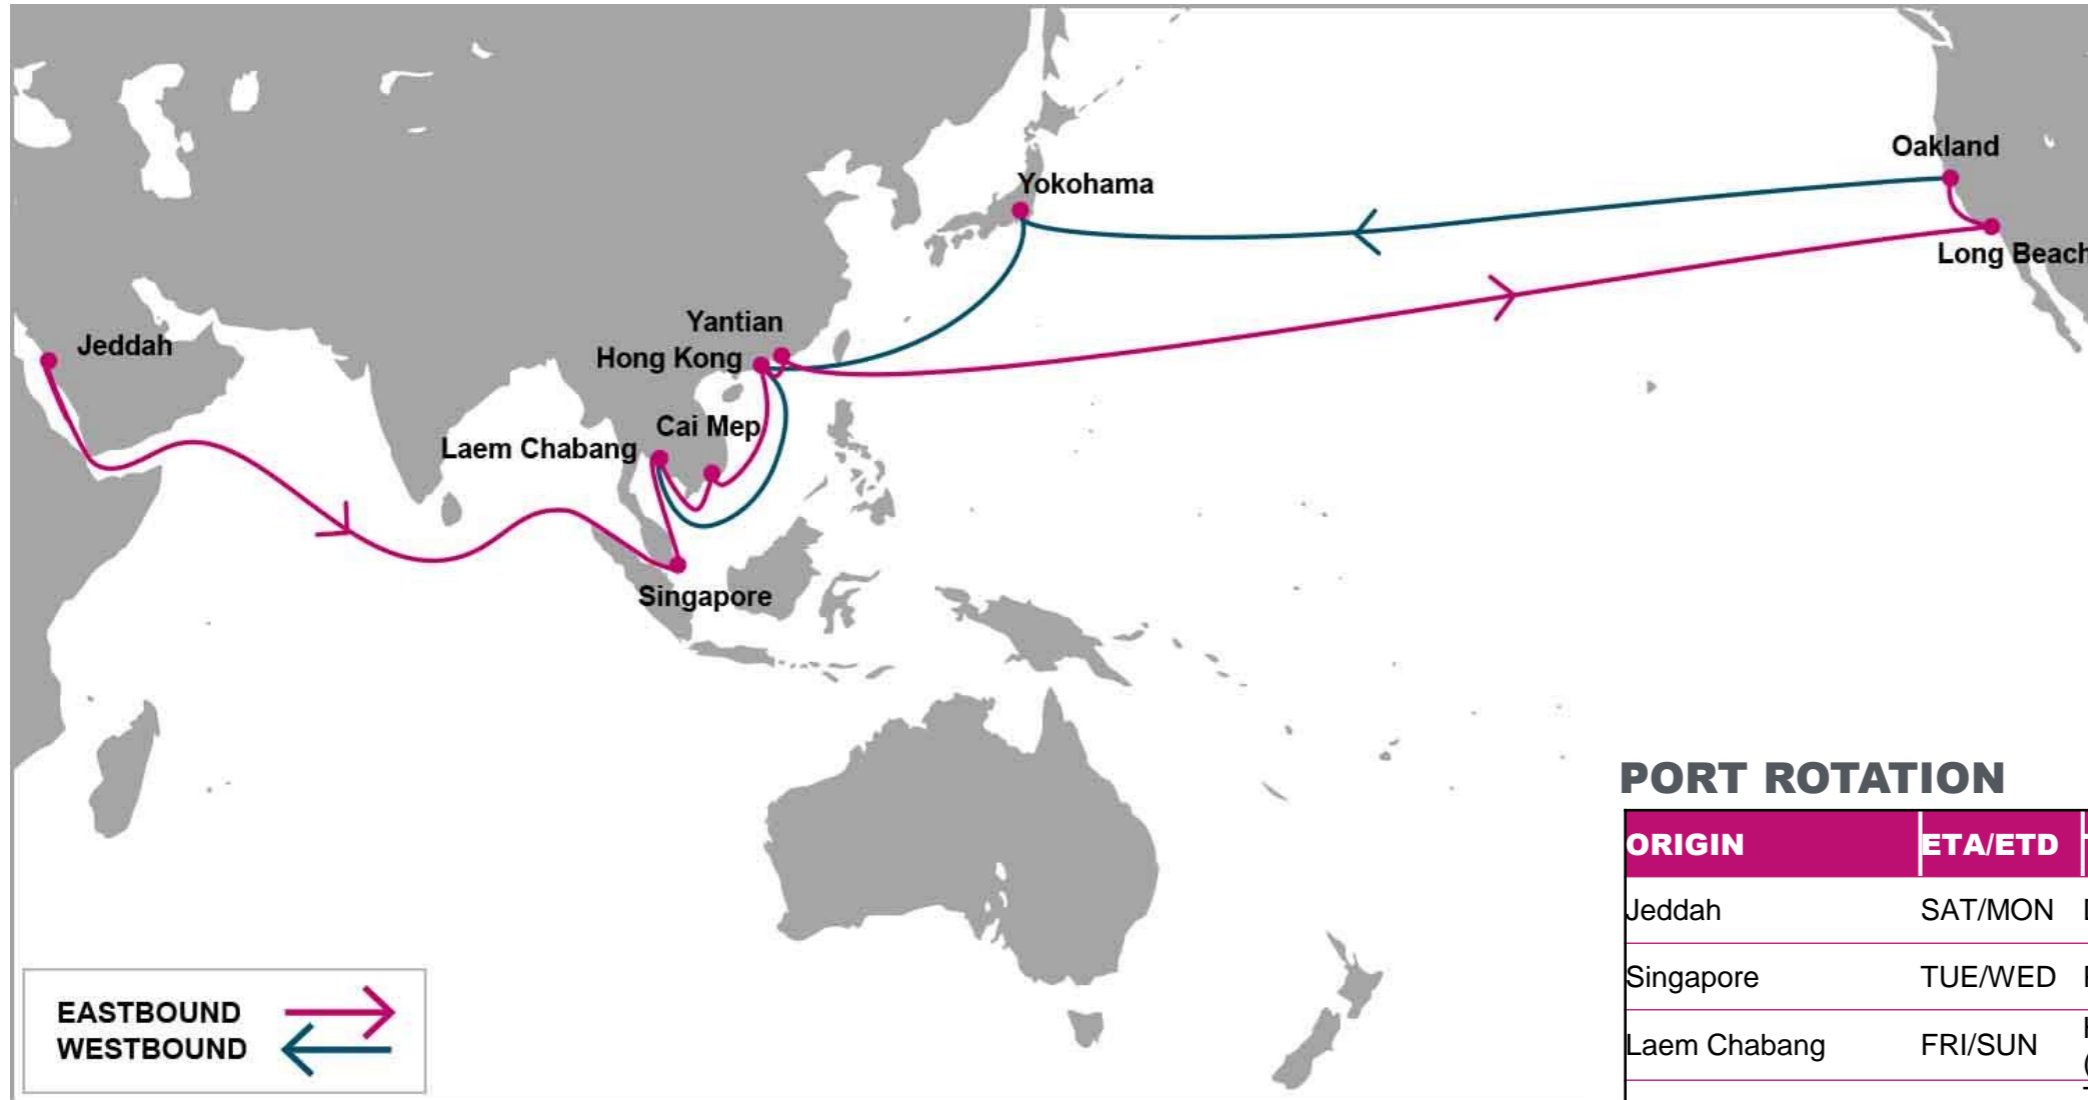 Oakland
Yokohama
Long Beach
Yantian
Jeddah
Hong Kong
Cai Mep
Laem Chabang
Singapore
PORT ROTATION
ORIGIN ETA/ETD
Jeddah SAT/MON
Singapore TUE/WED
Laem Chabang FRI/SUN
EASTBOUND
WESTBOUND